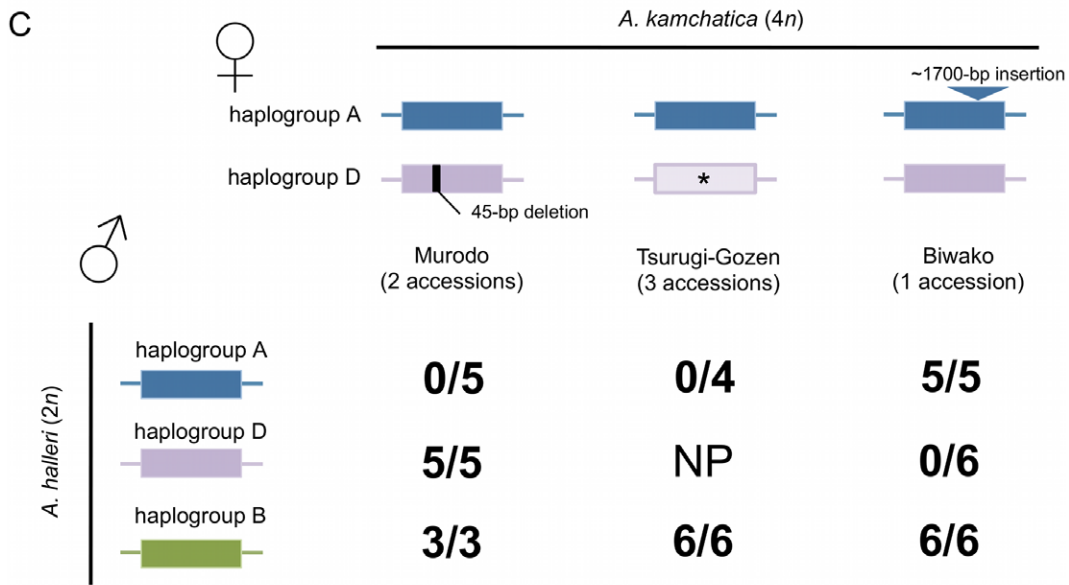 C
A. kamchatica (4n)
~1700-bp insertion
haplogroup A
haplogroup D
*
45-bp deletion
Murodo
(2 accessions)
Tsurugi-Gozen
(3 accessions)
Biwako
(1 accession)
A. halleri (2n)
haplogroup A
0/5 0/4 5/5
haplogroup D
5/5 NP 0/6
haplogroup B
3/3 6/6 6/6